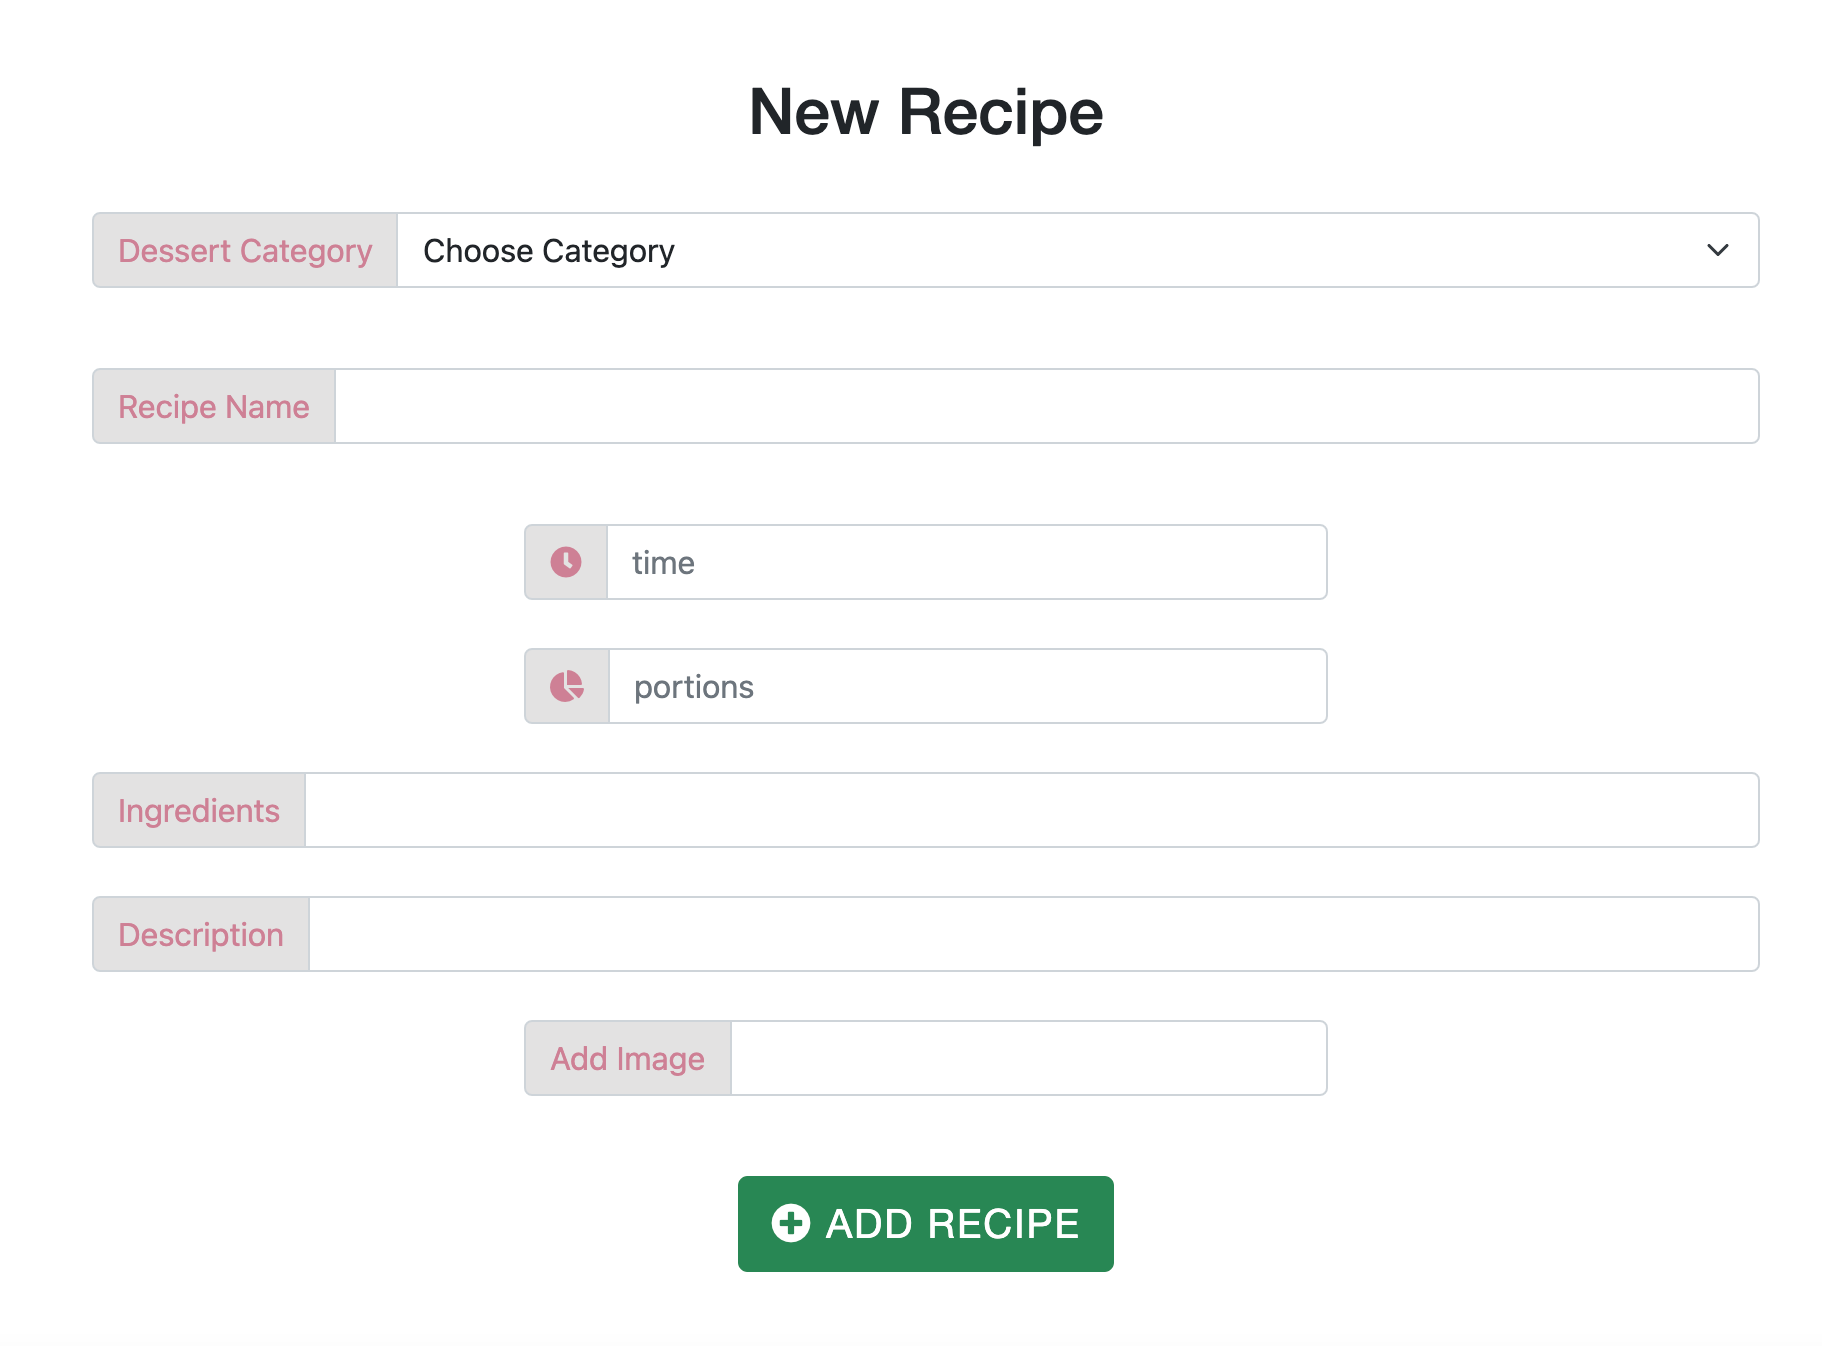 New Recipe
Dessert Category Choose Category
Recipe Name
time
portions
Ingredients
Description
Add Image
ADD RECIPE